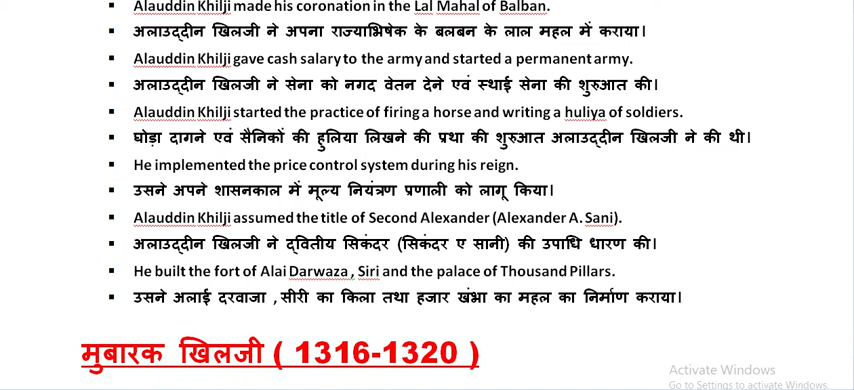 ▪ Alauddin Khilji made his coronation in the Lal Mahal of Balban.
▪ अलाउद्दीन खिलजी ने अपना राज्याभिषेक के बलबन के लाल महल में कराया।
▪ Alauddin Khilji gave cash salary to the army and started a permanent army.
▪ अलाउद्दीन खिलजी ने सेना को नगद वेतन देने एवं स्थाई सेना की शुरुआत की।
▪ Alauddin Khilji started the practice of firing a horse and writing a huliya of soldiers.
▪ घोड़ा दागने एवं सैनिकों की हुलिया लिखने की प्रथा की शुरुआत अलाउद्दीन खिलजी ने की थी।
▪ He implemented the price control system during his reign.
▪ उसने अपने शासनकाल में मूल्य नियंत्रण प्रणाली को लागू किया।
▪ Alauddin Khilji assumed the title of Second Alexander (Alexander A. Sani).
▪ अलाउद्दीन खिलजी ने द्वितीय सिकंदर (सिकंदर ए सानी) की उपाधि धारण की।
▪ He built the fort of Alai Darwaza , Siri and the palace of Thousand Pillars.
▪ उसने अलाई दरवाजा , सीरी का किला तथा हजार खंभा का महल का निर्माण कराया।
मुबारक खिलजी ( 1316-1320 )
Activate Windows
Go to Settings to activate Windows.